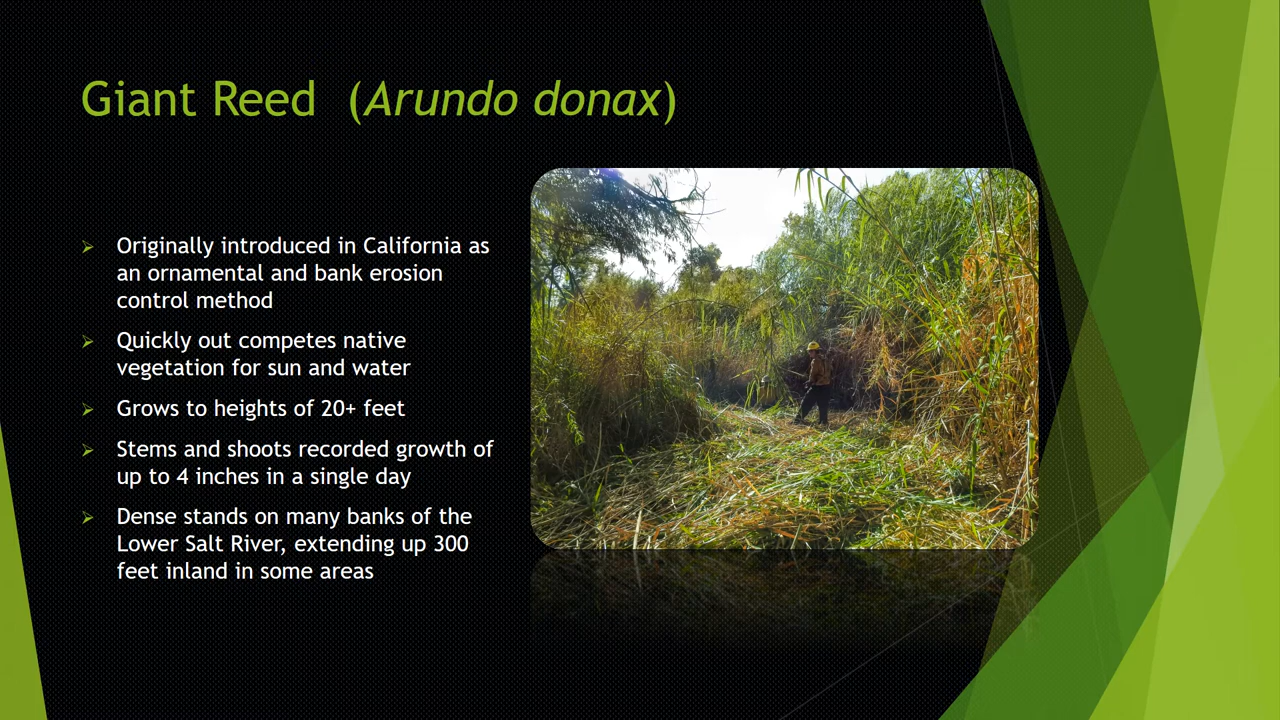 Giant Reed (Arundo donax)
Originally introduced in California as
an ornamental and bank erosion
control method
Quickly out competes native
vegetation for sun and water
Grows to heights of 20+ feet
Stems and shoots recorded growth of
up to 4 inches in a single day
Dense stands on many banks of the
Lower Salt River, extending up 300
feet inland in some areas